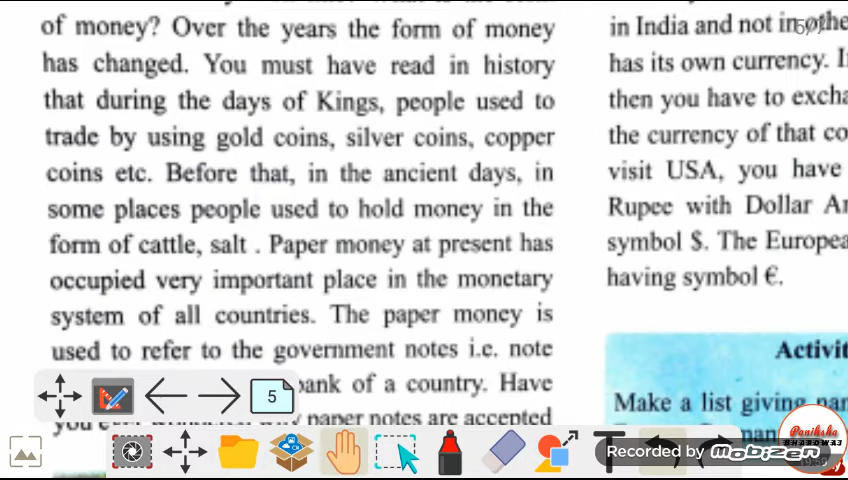 of money? Over the years the form of money
has changed. You must have read in history
that during the days of Kings, people used to
trade by using gold coins, silver coins, copper
coins etc. Before that, in the ancient days, in
some places people used to hold money in the
form of cattle, salt . Paper money at present has
occupied very important place in the monetary
system of all countries. The paper money is
used to refer to the government notes i.e. note
bank of a country. Have
paper notes are accepted
in India and not in othe
has its own currency. I
then you have to excha
the currency of that co
visit USA, you have
Rupee with Dollar A
symbol $. The Europea
having symbol €.
Activit
Make a list giving nam
man
5
Recorded by
MOBIZEN
Paniksha
BHARDWAJ